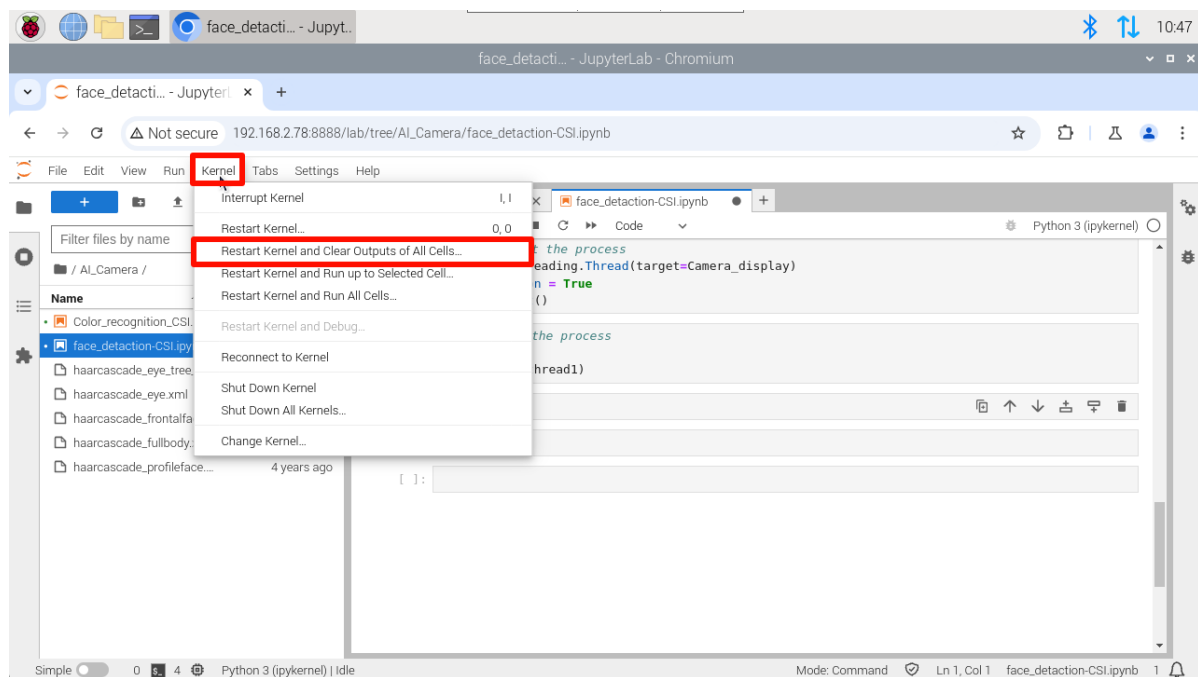 face_detacti... - Jupyt..
10:47
face_detacti... - JupyterLab - Chromium
face_detacti... - Jupyter
Not secure 192.168.2.78:8888/lab/tree/AI_Camera/face_detaction-CSI.ipynb
File Edit View Run Kernel Tabs Settings Help
Interrupt Kernel I, I
Restart Kernel... 0, 0
Restart Kernel and Clear Outputs of All Cells...
Restart Kernel and Run up to Selected Cell...
Restart Kernel and Run All Cells...
Restart Kernel and Debug...
Reconnect to Kernel
Shut Down Kernel
Shut Down All Kernels...
Change Kernel...
Filter files by name
/ AI_Camera /
Name
Color_recognition_CSI.
face_detaction-CSI.ipy
haarcascade_eye_tree_
haarcascade_eye.xml
haarcascade_frontalfa
haarcascade_fullbody.
haarcascade_profileface.... 4 years ago
face_detaction-CSI.ipynb
Code
Python 3 (ipykernel)
the process
eading.Thread(target=Camera_display)
n = True
()
the process
hread1)
[ ]:
Simple 0 $_ 4 Python 3 (ipykernel) | Idle
Mode: Command Ln 1, Col 1 face_detaction-CSI.ipynb 1